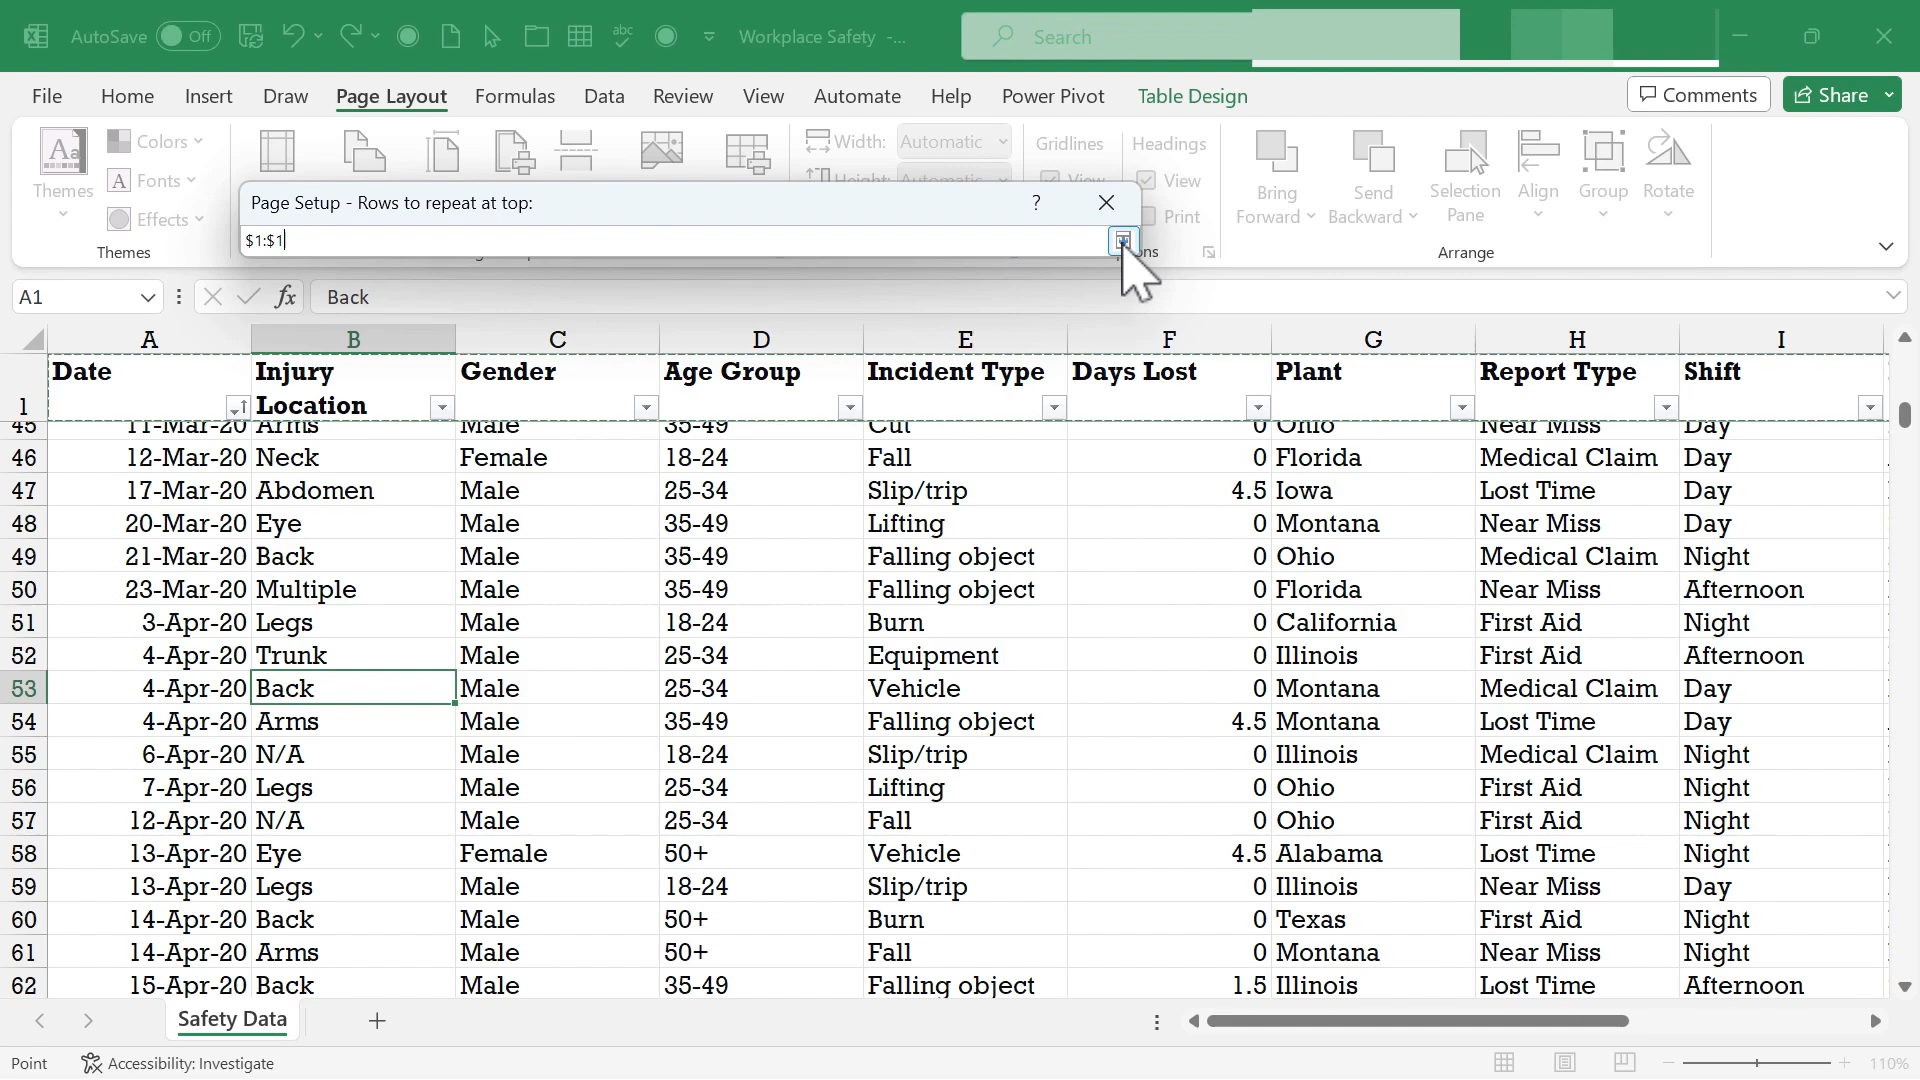 AutoSave Off abc Workplace Safety -... Search
File Home Insert Draw Page Layout Formulas Data Review View Automate Help Power Pivot Table Design Comments Share
Aa Colors Width: Automatic Gridlines Headings
Themes A Fonts Height: Automatic View View Bring Send Selection Align Group Rotate
Effects Print Forward Backward Pane
Themes Arrange
Page Setup - Rows to repeat at top: ?
$1:$1
A1 fx Back
A B C D E F G H I
1 Date Injury Gender Age Group Incident Type Days Lost Plant Report Type Shift
Location
45 11-Mar-20 Arms Male 35-49 Cut 0 Ohio Near Miss Day
46 12-Mar-20 Neck Female 18-24 Fall 0 Florida Medical Claim Day
47 17-Mar-20 Abdomen Male 25-34 Slip/trip 4.5 Iowa Lost Time Day
48 20-Mar-20 Eye Male 35-49 Lifting 0 Montana Near Miss Day
49 21-Mar-20 Back Male 35-49 Falling object 0 Ohio Medical Claim Night
50 23-Mar-20 Multiple Male 35-49 Falling object 0 Florida Near Miss Afternoon
51 3-Apr-20 Legs Male 18-24 Burn 0 California First Aid Night
52 4-Apr-20 Trunk Male 25-34 Equipment 0 Illinois First Aid Afternoon
53 4-Apr-20 Back Male 25-34 Vehicle 0 Montana Medical Claim Day
54 4-Apr-20 Arms Male 35-49 Falling object 4.5 Montana Lost Time Day
55 6-Apr-20 N/A Male 18-24 Slip/trip 0 Illinois Medical Claim Night
56 7-Apr-20 Legs Male 25-34 Lifting 0 Ohio First Aid Night
57 12-Apr-20 N/A Male 25-34 Fall 0 Ohio First Aid Night
58 13-Apr-20 Eye Female 50+ Vehicle 4.5 Alabama Lost Time Night
59 13-Apr-20 Legs Male 18-24 Slip/trip 0 Illinois Near Miss Day
60 14-Apr-20 Back Male 50+ Burn 0 Texas First Aid Night
61 14-Apr-20 Arms Male 50+ Fall 0 Montana Near Miss Night
62 15-Apr-20 Back Male 35-49 Falling object 1.5 Illinois Lost Time Afternoon
Safety Data
Point Accessibility: Investigate 110%